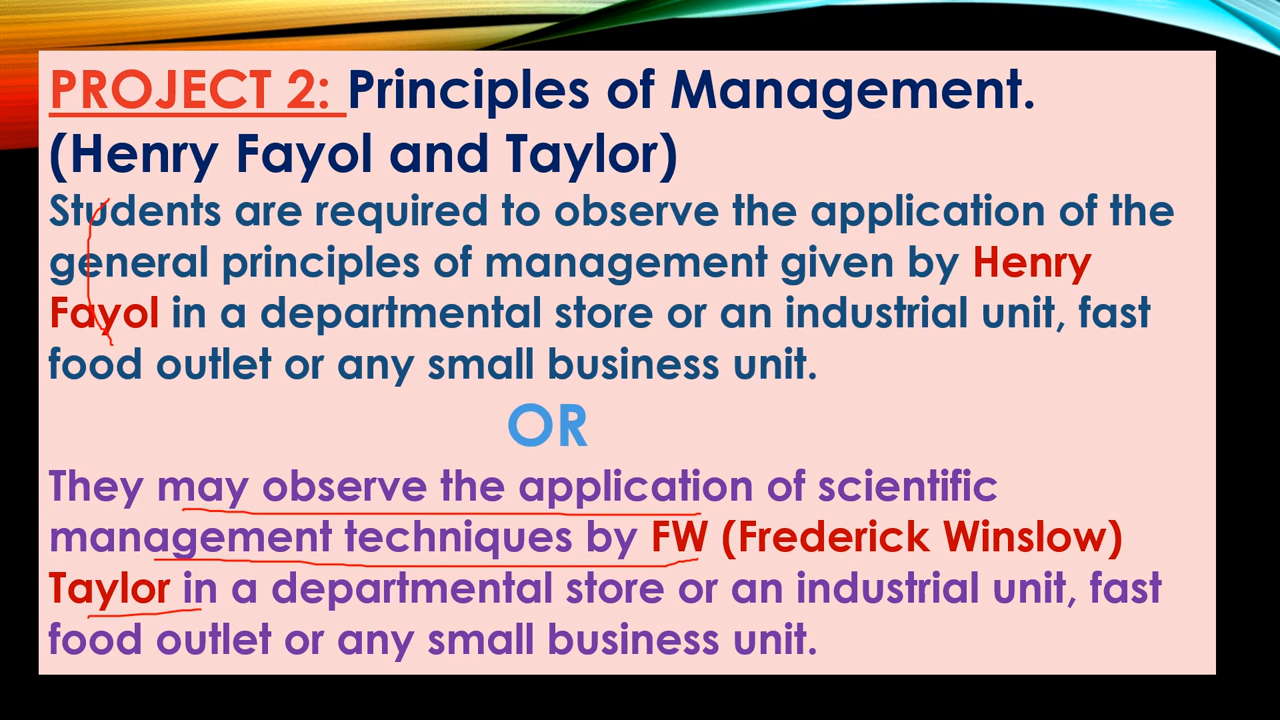 PROJECT 2: Principles of Management.
(Henry Fayol and Taylor)
Students are required to observe the application of the
general principles of management given by Henry
Fayol in a departmental store or an industrial unit, fast
food outlet or any small business unit.
OR
They may observe the application of scientific
management techniques by FW (Frederick Winslow)
Taylor in a departmental store or an industrial unit, fast
food outlet or any small business unit.